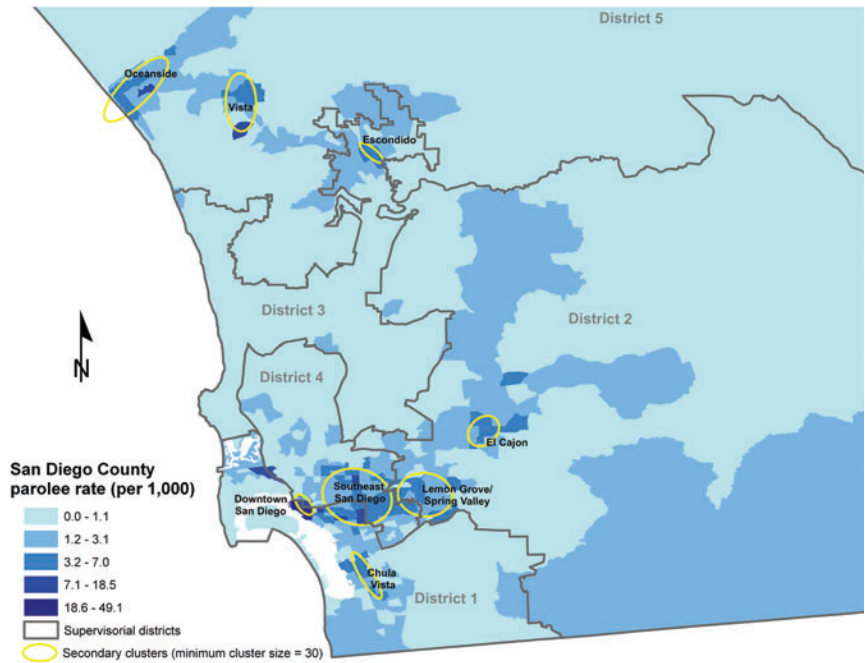 District 5
Oceanside
Vista
Escondido
District 3
District 2
District 4
El Cajon
San Diego County
parolee rate (per 1,000)
0.0 - 1.1
1.2 - 3.1
3.2 - 7.0
7.1 - 18.5
18.6 - 49.1
Supervisorial districts
Secondary clusters (minimum cluster size = 30)
Downtown
San Diego
Southeast
San Diego
Lemon Grove/
Spring Valley
Chula
Vista
District 1
N